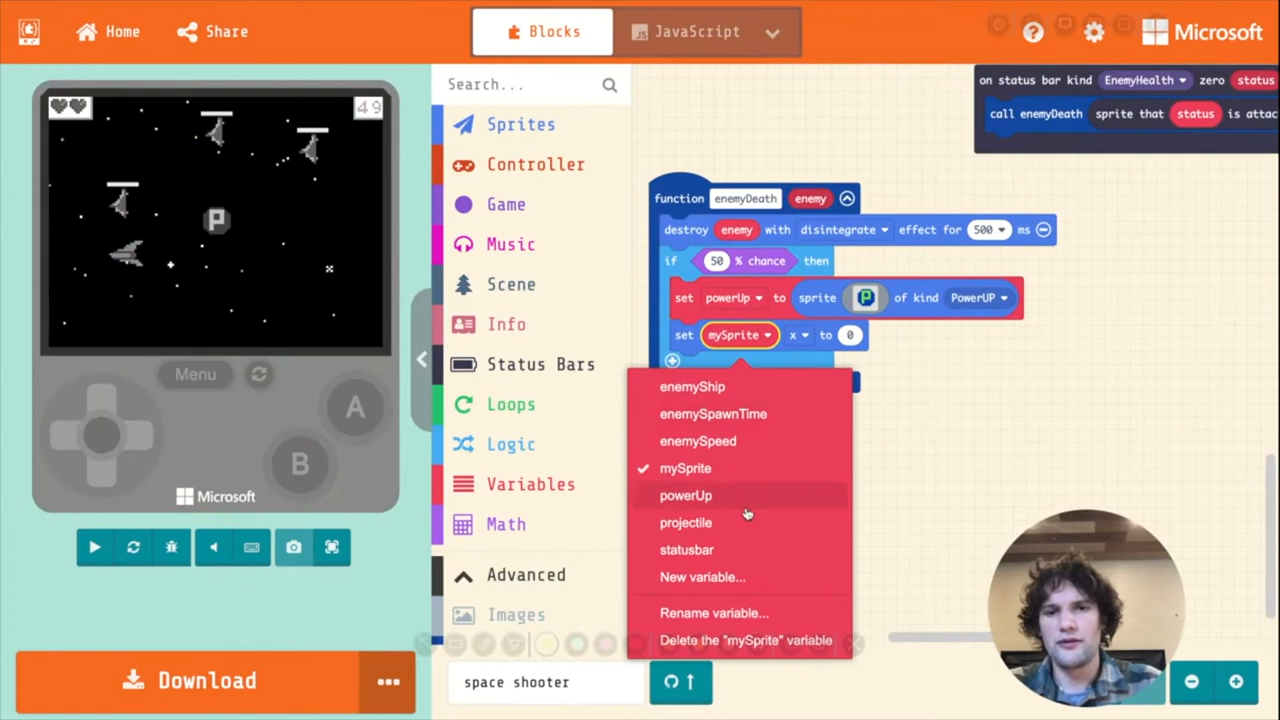 Home
Share
Blocks
JavaScript
Microsoft
49
P
Menu
A
B
Microsoft
Download
Search...
Sprites
Controller
Game
Music
Scene
Info
Status Bars
Loops
Logic
Variables
Math
Advanced
Images
space shooter
on status bar kind EnemyHealth zero status
call enemyDeath sprite that status is attac
function enemyDeath enemy
destroy enemy with disintegrate effect for 500 ms
if 50 % chance then
set powerUp to sprite P of kind PowerUP
set mySprite x to 0
enemyShip
enemySpawnTime
enemySpeed
mySprite
powerUp
projectile
statusbar
New variable...
Rename variable...
Delete the "mySprite" variable